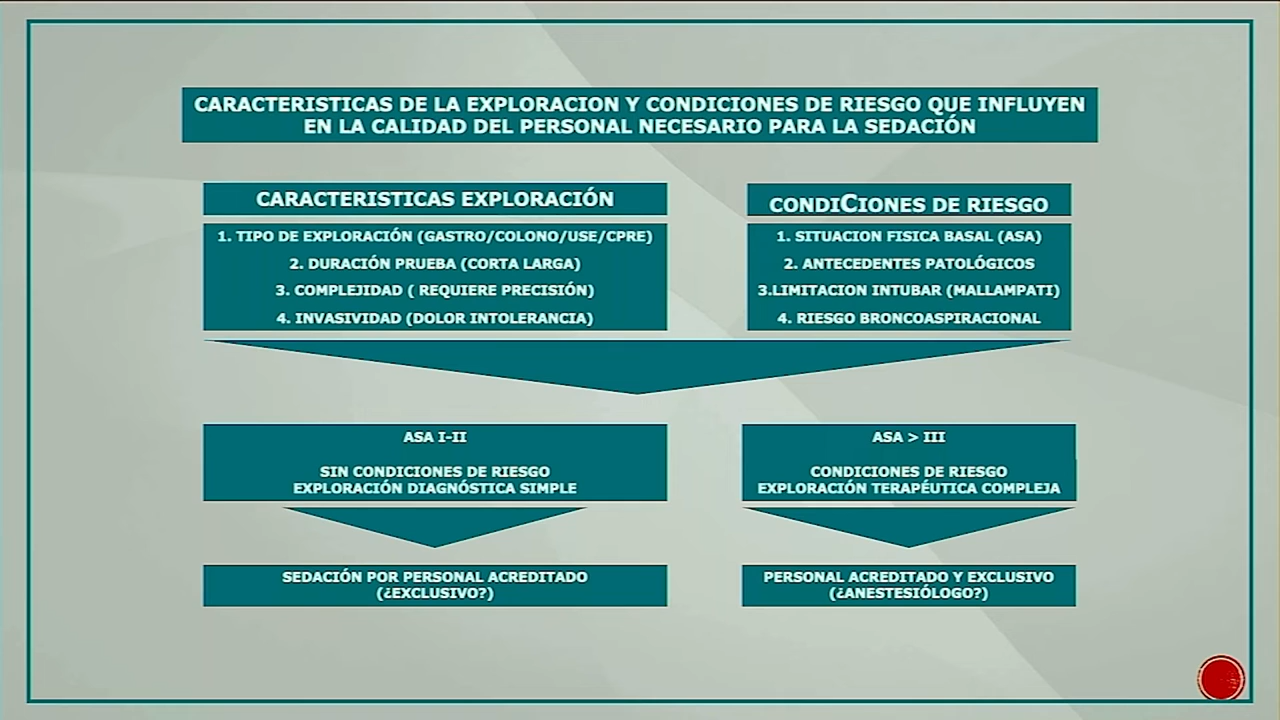 CARACTERISTICAS DE LA EXPLORACION Y CONDICIONES DE RIESGO QUE INFLUYEN
EN LA CALIDAD DEL PERSONAL NECESARIO PARA LA SEDACIÓN
CARACTERISTICAS EXPLORACIÓN
1. TIPO DE EXPLORACIÓN (GASTRO/COLONO/USE/CPRE)
2. DURACIÓN PRUEBA (CORTA LARGA)
3. COMPLEJIDAD ( REQUIERE PRECISIÓN)
4. INVASIVIDAD (DOLOR INTOLERANCIA)
CONDICIONES DE RIESGO
1. SITUACION FISICA BASAL (ASA)
2. ANTECEDENTES PATOLÓGICOS
3.LIMITACION INTUBAR (MALLAMPATI)
4. RIESGO BRONCOASPIRACIONAL
ASA I-II
SIN CONDICIONES DE RIESGO
EXPLORACIÓN DIAGNÓSTICA SIMPLE
ASA > III
CONDICIONES DE RIESGO
EXPLORACIÓN TERAPÉUTICA COMPLEJA
SEDACIÓN POR PERSONAL ACREDITADO
(¿EXCLUSIVO?)
PERSONAL ACREDITADO Y EXCLUSIVO
(¿ANESTESIÓLOGO?)